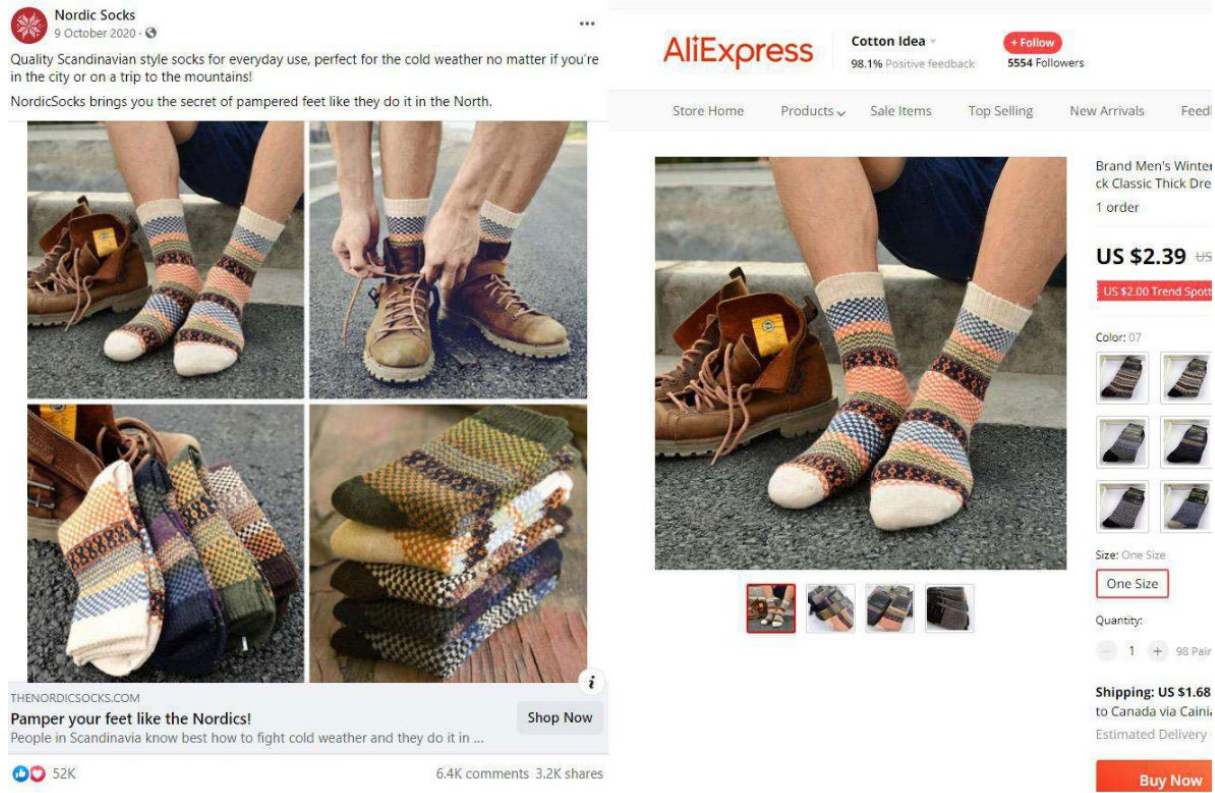 Nordic Socks
9 October 2020 ·
Quality Scandinavian style socks for everyday use, perfect for the cold weather no matter if you're
in the city or on a trip to the mountains!
NordicSocks brings you the secret of pampered feet like they do it in the North.
THENORDICSOCKS.COM
Pamper your feet like the Nordics!
People in Scandinavia know best how to fight cold weather and they do it in ...
Shop Now
52K
6.4K comments 3.2K shares
AliExpress
Cotton Idea
98.1% Positive feedback
+ Follow
5554 Followers
Store Home Products Sale Items Top Selling New Arrivals Feed
Brand Men's Winter
ck Classic Thick Dre
1 order
US $2.39 US
US $2.00 Trend Spott
Color: 07
Size: One Size
One Size
Quantity:
- 1 + 98 Pair
Shipping: US $1.68
to Canada via Cainia
Estimated Delivery
Buy Now